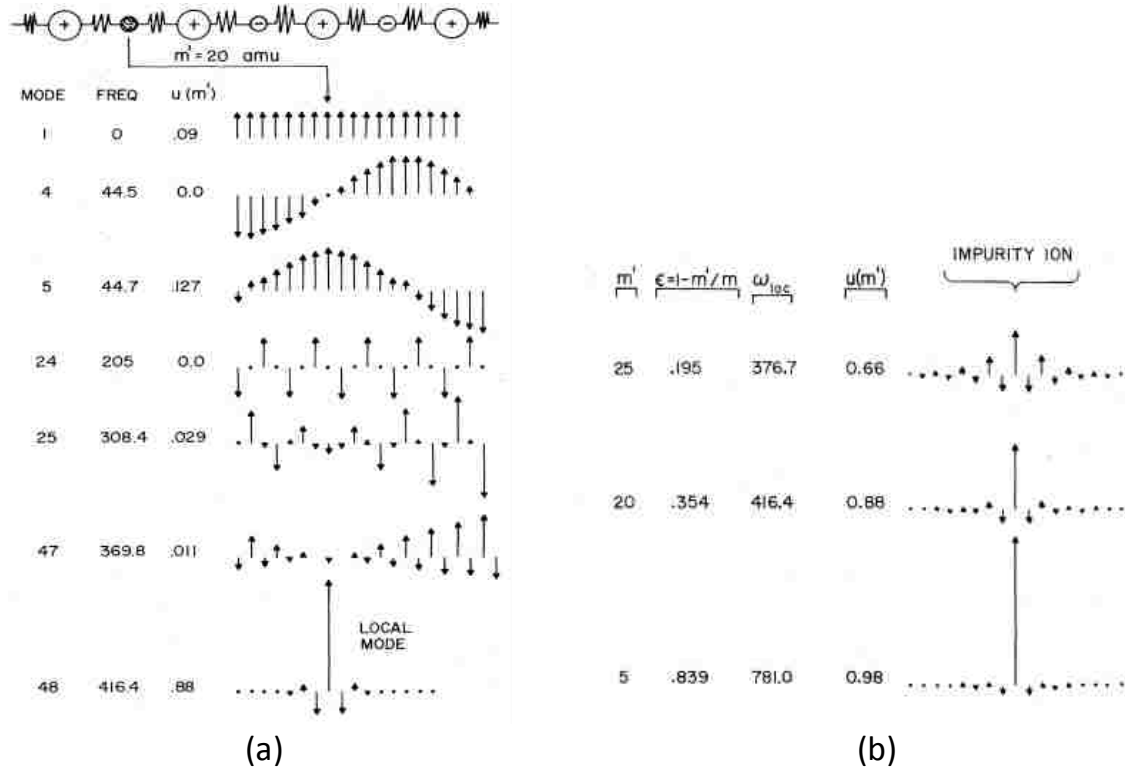 + + - + - +
m' = 20 amu
MODE FREQ u (m')
1 0 .09
4 44.5 0.0
5 44.7 .127
24 205 0.0
25 308.4 .029
47 369.8 .011
LOCAL
MODE
48 416.4 .88
(a)
IMPURITY ION
m' ϵ=1-m'/m ω loc u(m')
25 .195 376.7 0.66
20 .354 416.4 0.88
5 .839 781.0 0.98
(b)